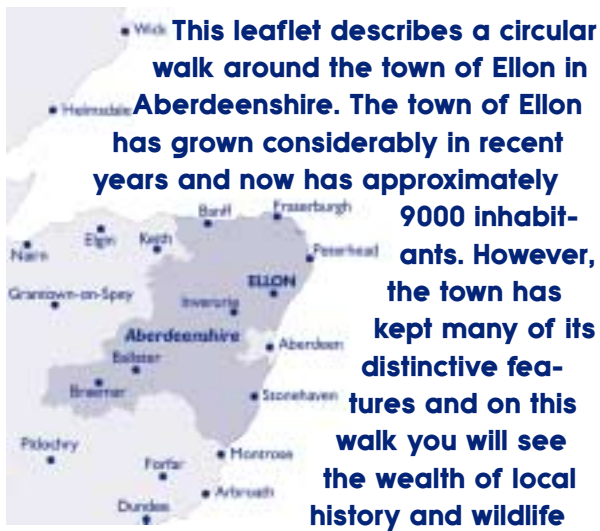 This leaflet describes a circular
walk around the town of Ellon in
Aberdeenshire. The town of Ellon
has grown considerably in recent
years and now has approximately
9000 inhabit-
ants. However,
the town has
kept many of its
distinctive fea-
tures and on this
walk you will see
the wealth of local
history and wildlife
Wick
Helmsdale
Banff
Fraserburgh
Elgin
Keith
Nairn
Peterhead
ELLON
Grantown-on-Spey
Inverurie
Aberdeenshire
Aberdeen
Ballater
Braemar
Stonehaven
Pitlochry
Montrose
Forfar
Arbroath
Dundee